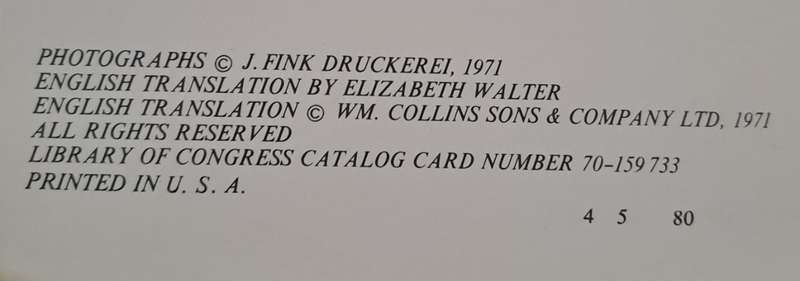 PHOTOGRAPHS © J. FINK DRUCKEREI, 1971
ENGLISH TRANSLATION BY ELIZABETH WALTER
ENGLISH TRANSLATION © WM. COLLINS SONS & COMPANY LTD, 1971
ALL RIGHTS RESERVED
LIBRARY OF CONGRESS CATALOG CARD NUMBER 70-159733
PRINTED IN U. S. A.
4 5 80